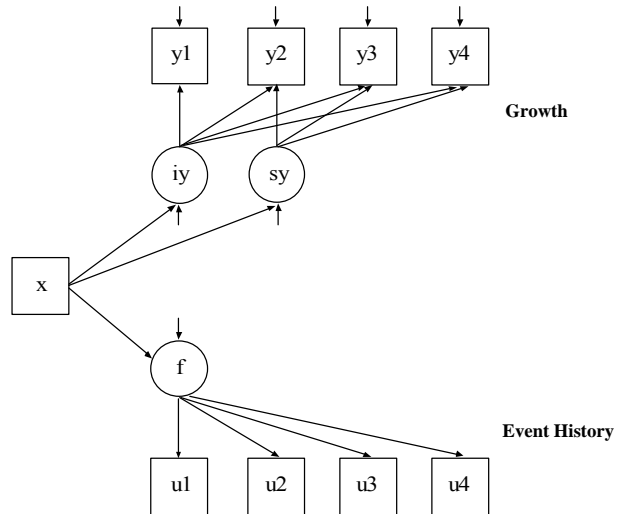 y1 y2 y3 y4
Growth
iy sy
x
f
Event History
u1 u2 u3 u4